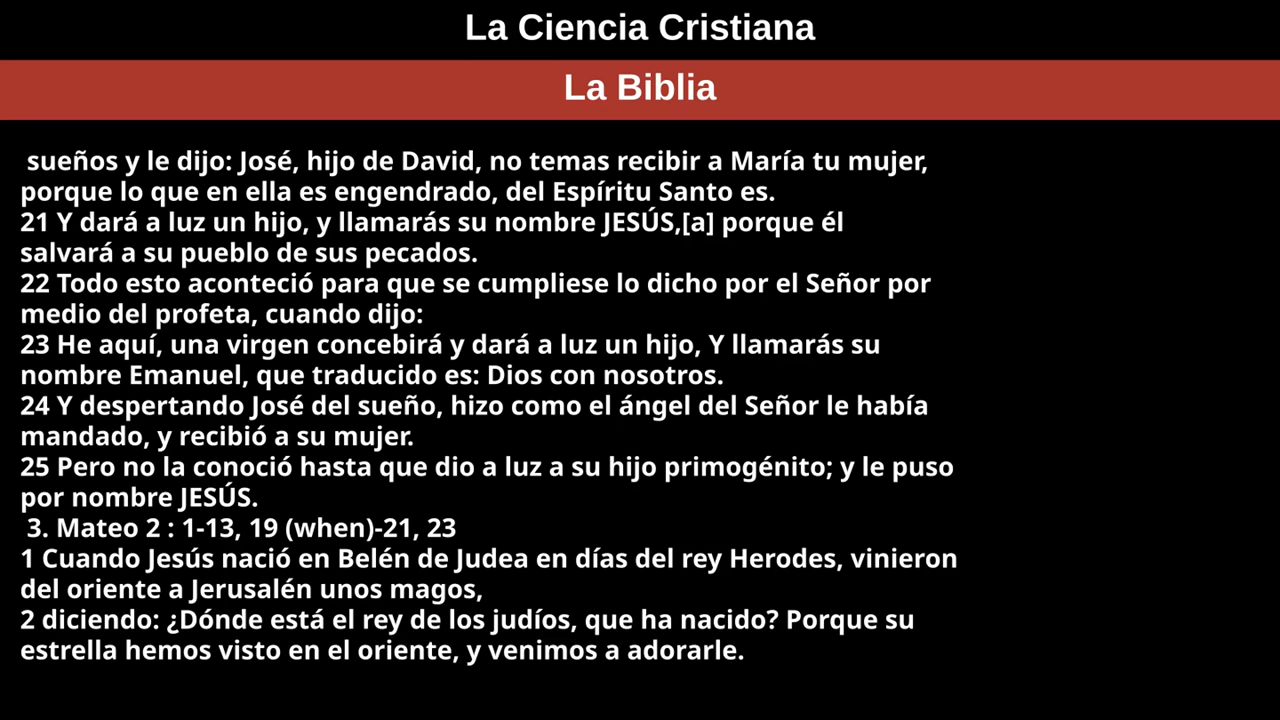 La Ciencia Cristiana
La Biblia
sueños y le dijo: José, hijo de David, no temas recibir a María tu mujer,
porque lo que en ella es engendrado, del Espíritu Santo es.
21 Y dará a luz un hijo, y llamarás su nombre JESÚS,[a] porque él
salvará a su pueblo de sus pecados.
22 Todo esto aconteció para que se cumpliese lo dicho por el Señor por
medio del profeta, cuando dijo:
23 He aquí, una virgen concebirá y dará a luz un hijo, Y llamarás su
nombre Emanuel, que traducido es: Dios con nosotros.
24 Y despertando José del sueño, hizo como el ángel del Señor le había
mandado, y recibió a su mujer.
25 Pero no la conoció hasta que dio a luz a su hijo primogénito; y le puso
por nombre JESÚS.
3. Mateo 2 : 1-13, 19 (when)-21, 23
1 Cuando Jesús nació en Belén de Judea en días del rey Herodes, vinieron
del oriente a Jerusalén unos magos,
2 diciendo: ¿Dónde está el rey de los judíos, que ha nacido? Porque su
estrella hemos visto en el oriente, y venimos a adorarle.